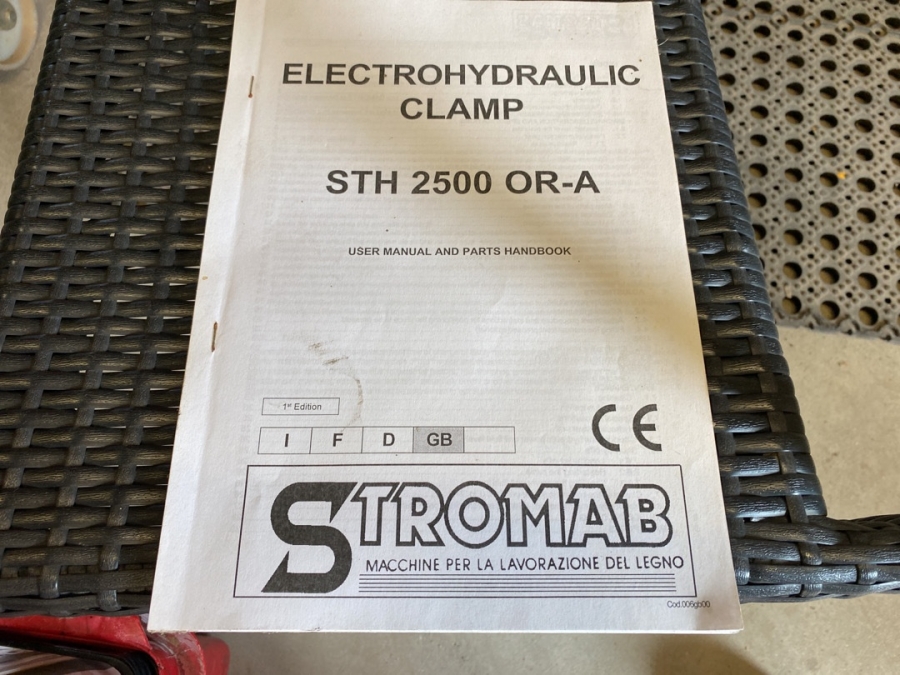 ELECTROHYDRAULIC
CLAMP
STH 2500 OR-A
USER MANUAL AND PARTS HANDBOOK
1st Edition
I F D GB
CE
STROMAB
MACCHINE PER LA LAVORAZIONE DEL LEGNO
Cod.006gb00